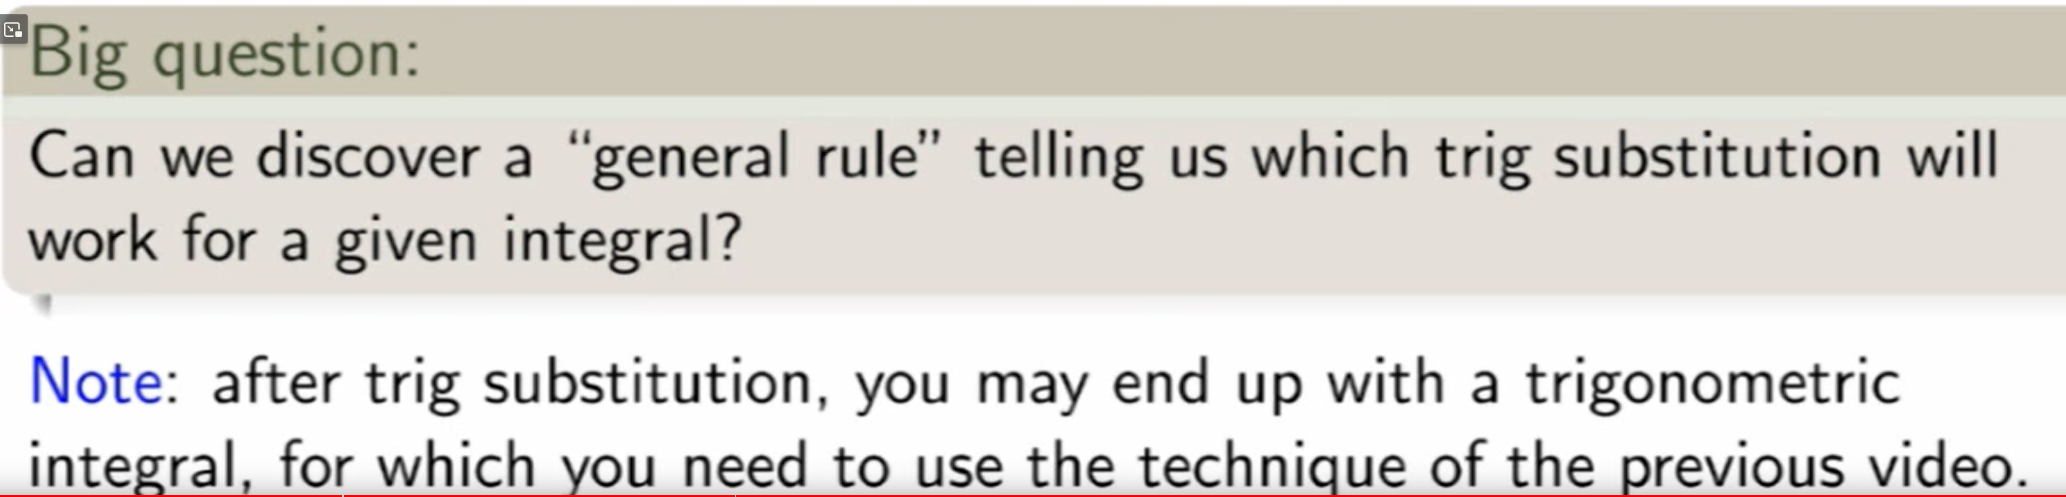 Big question:
Can we discover a “general rule” telling us which trig substitution will
work for a given integral?
Note: after trig substitution, you may end up with a trigonometric
integral, for which you need to use the technique of the previous video.